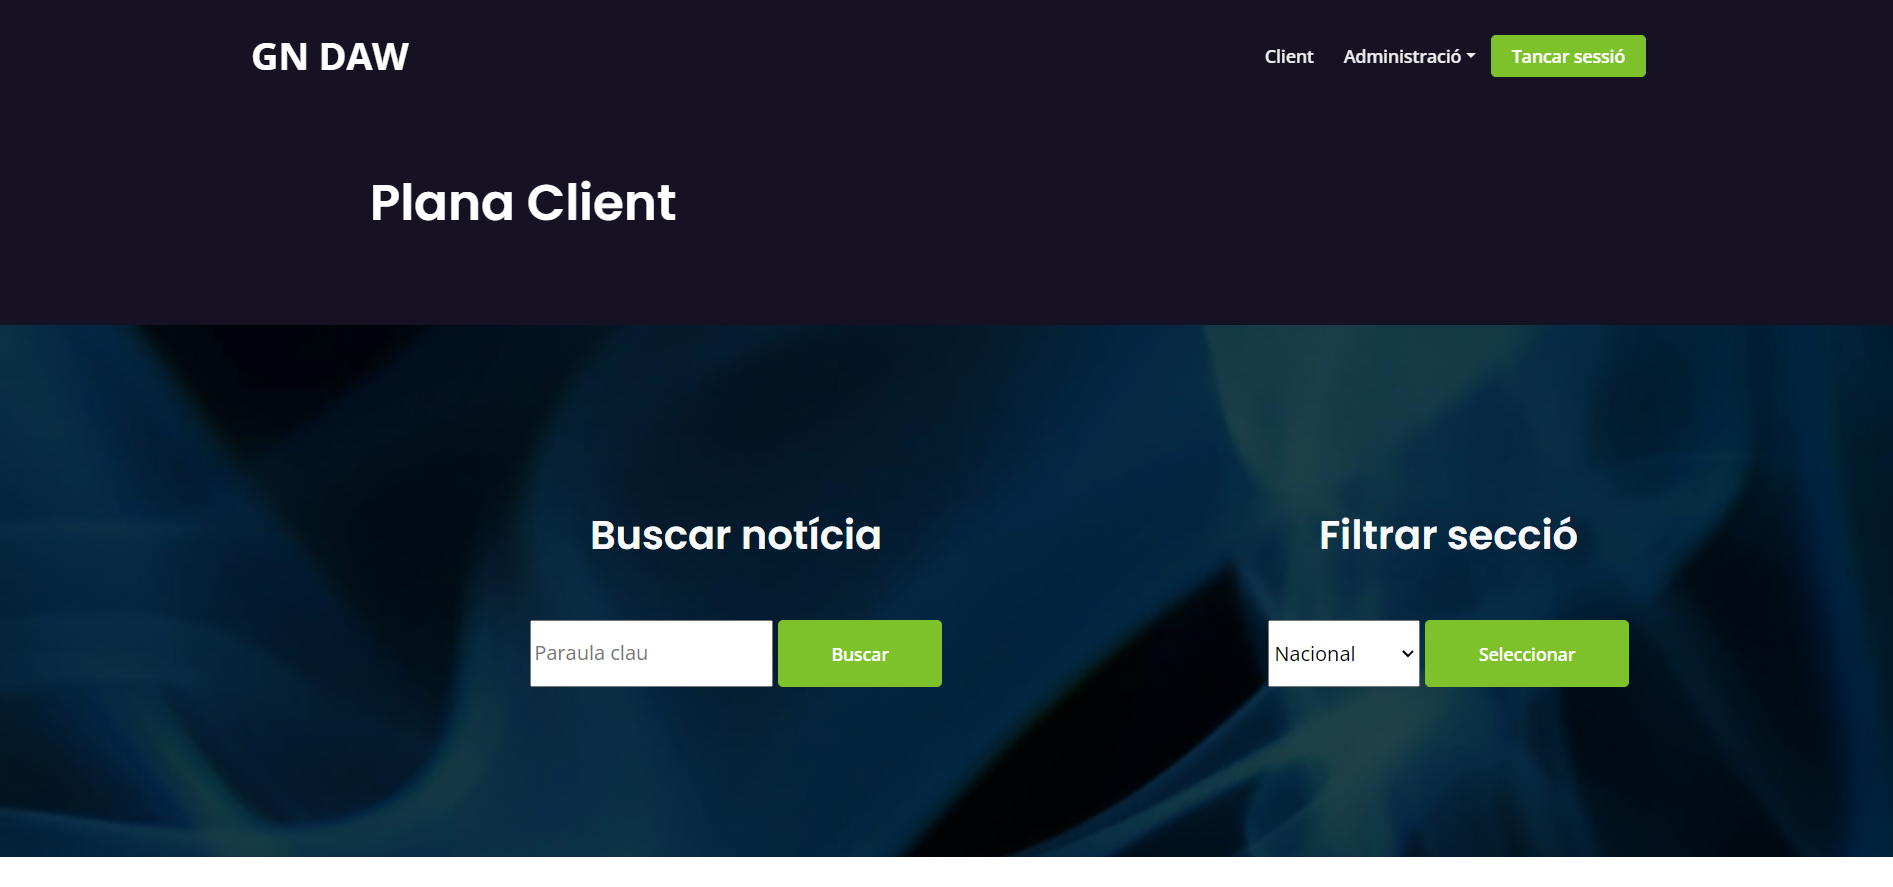 GN DAW
Client Administració Tancar sessió
Plana Client
Buscar notícia
Paraula clau Buscar
Filtrar secció
Nacional Seleccionar